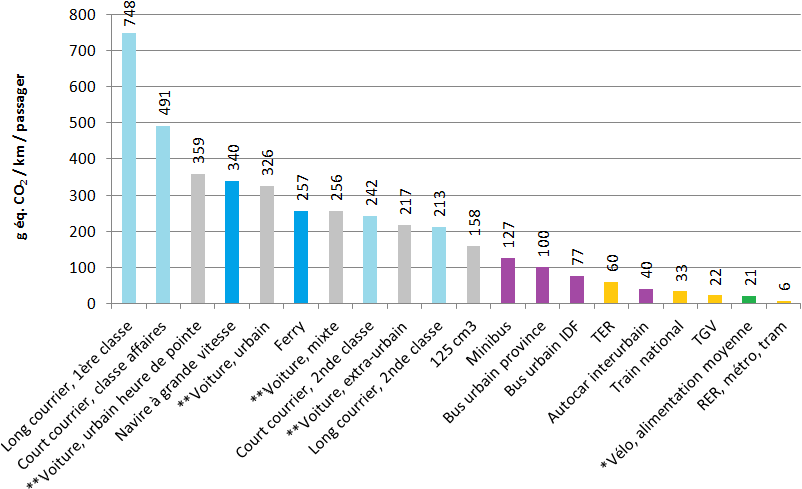 g éq. CO₂ / km / passager
800
700
600
500
400
300
200
100
0
748
491
359
340
326
257
256
242
217
213
158
127
100
77
60
40
33
22
21
6
Long courrier, 1ère classe
Court courrier, classe affaires
**Voiture, urbain heure de pointe
Navire à grande vitesse
**Voiture, urbain
Ferry
**Voiture, mixte
Court courrier, 2nde classe
**Voiture, extra-urbain
Long courrier, 2nde classe
125 cm3
Minibus
Bus urbain province
Bus urbain IDF
TER
Autocar interurbain
Train national
TGV
*Vélo, alimentation moyenne
RER, métro, tram